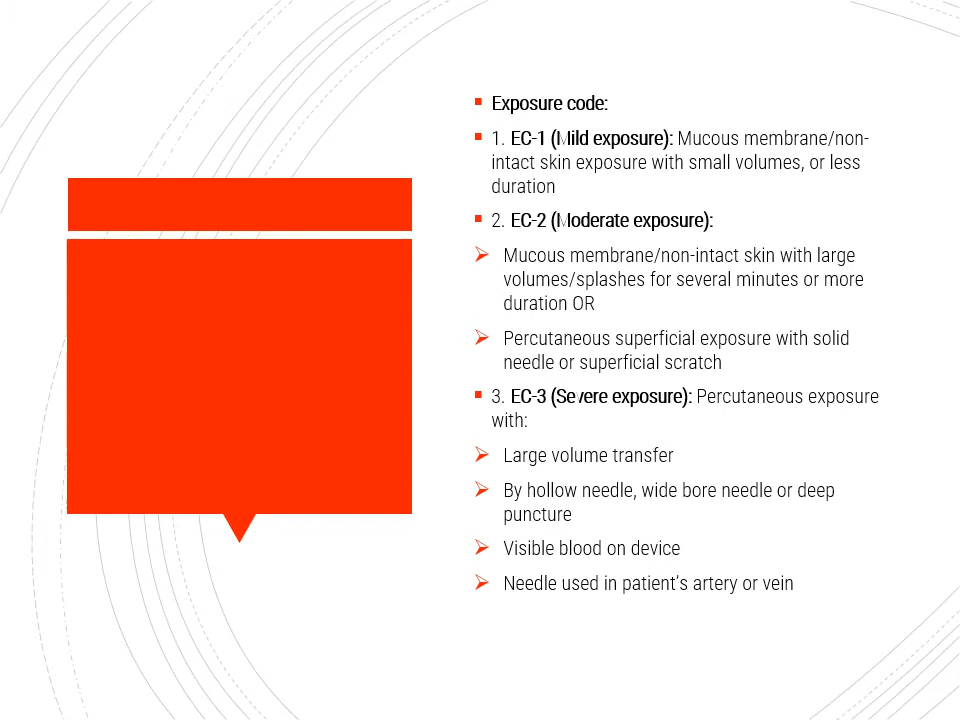 Exposure code:
1. EC-1 (Mild exposure): Mucous membrane/non-
intact skin exposure with small volumes, or less
duration
2. EC-2 (Moderate exposure):
Mucous membrane/non-intact skin with large
volumes/splashes for several minutes or more
duration OR
Percutaneous superficial exposure with solid
needle or superficial scratch
3. EC-3 (Severe exposure): Percutaneous exposure
with:
Large volume transfer
By hollow needle, wide bore needle or deep
puncture
Visible blood on device
Needle used in patient’s artery or vein